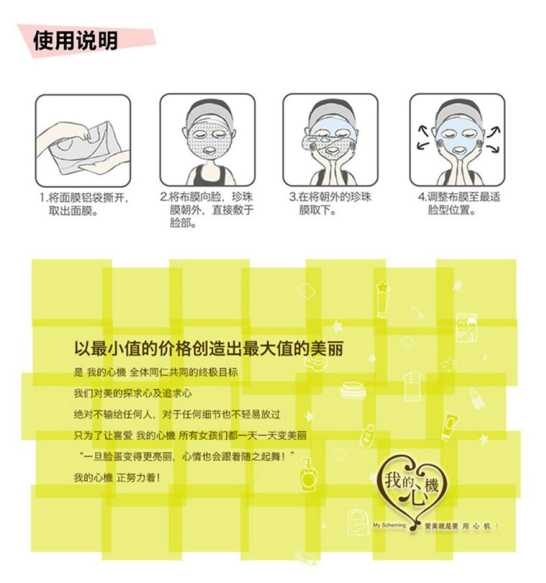 使用说明
1.将面膜铝袋撕开，
取出面膜。
2.将布膜向脸，珍珠
膜朝外，直接敷于
脸部。
3.在将朝外的珍珠
膜取下。
4.调整布膜至最适
脸型位置。
以最小值的价格创造出最大值的美丽
是 我的心機 全体同仁共同的终极目标
我们对美的探求心及追求心
绝对不输给任何人，对于任何细节也不轻易放过
只为了让喜爱 我的心機 所有女孩们都一天一天变美丽
“一旦脸蛋变得更亮丽，心情也会跟着随之起舞！”
我的心機 正努力着！
我的心機
My Scheming 爱美就是要 用 心 机 ！